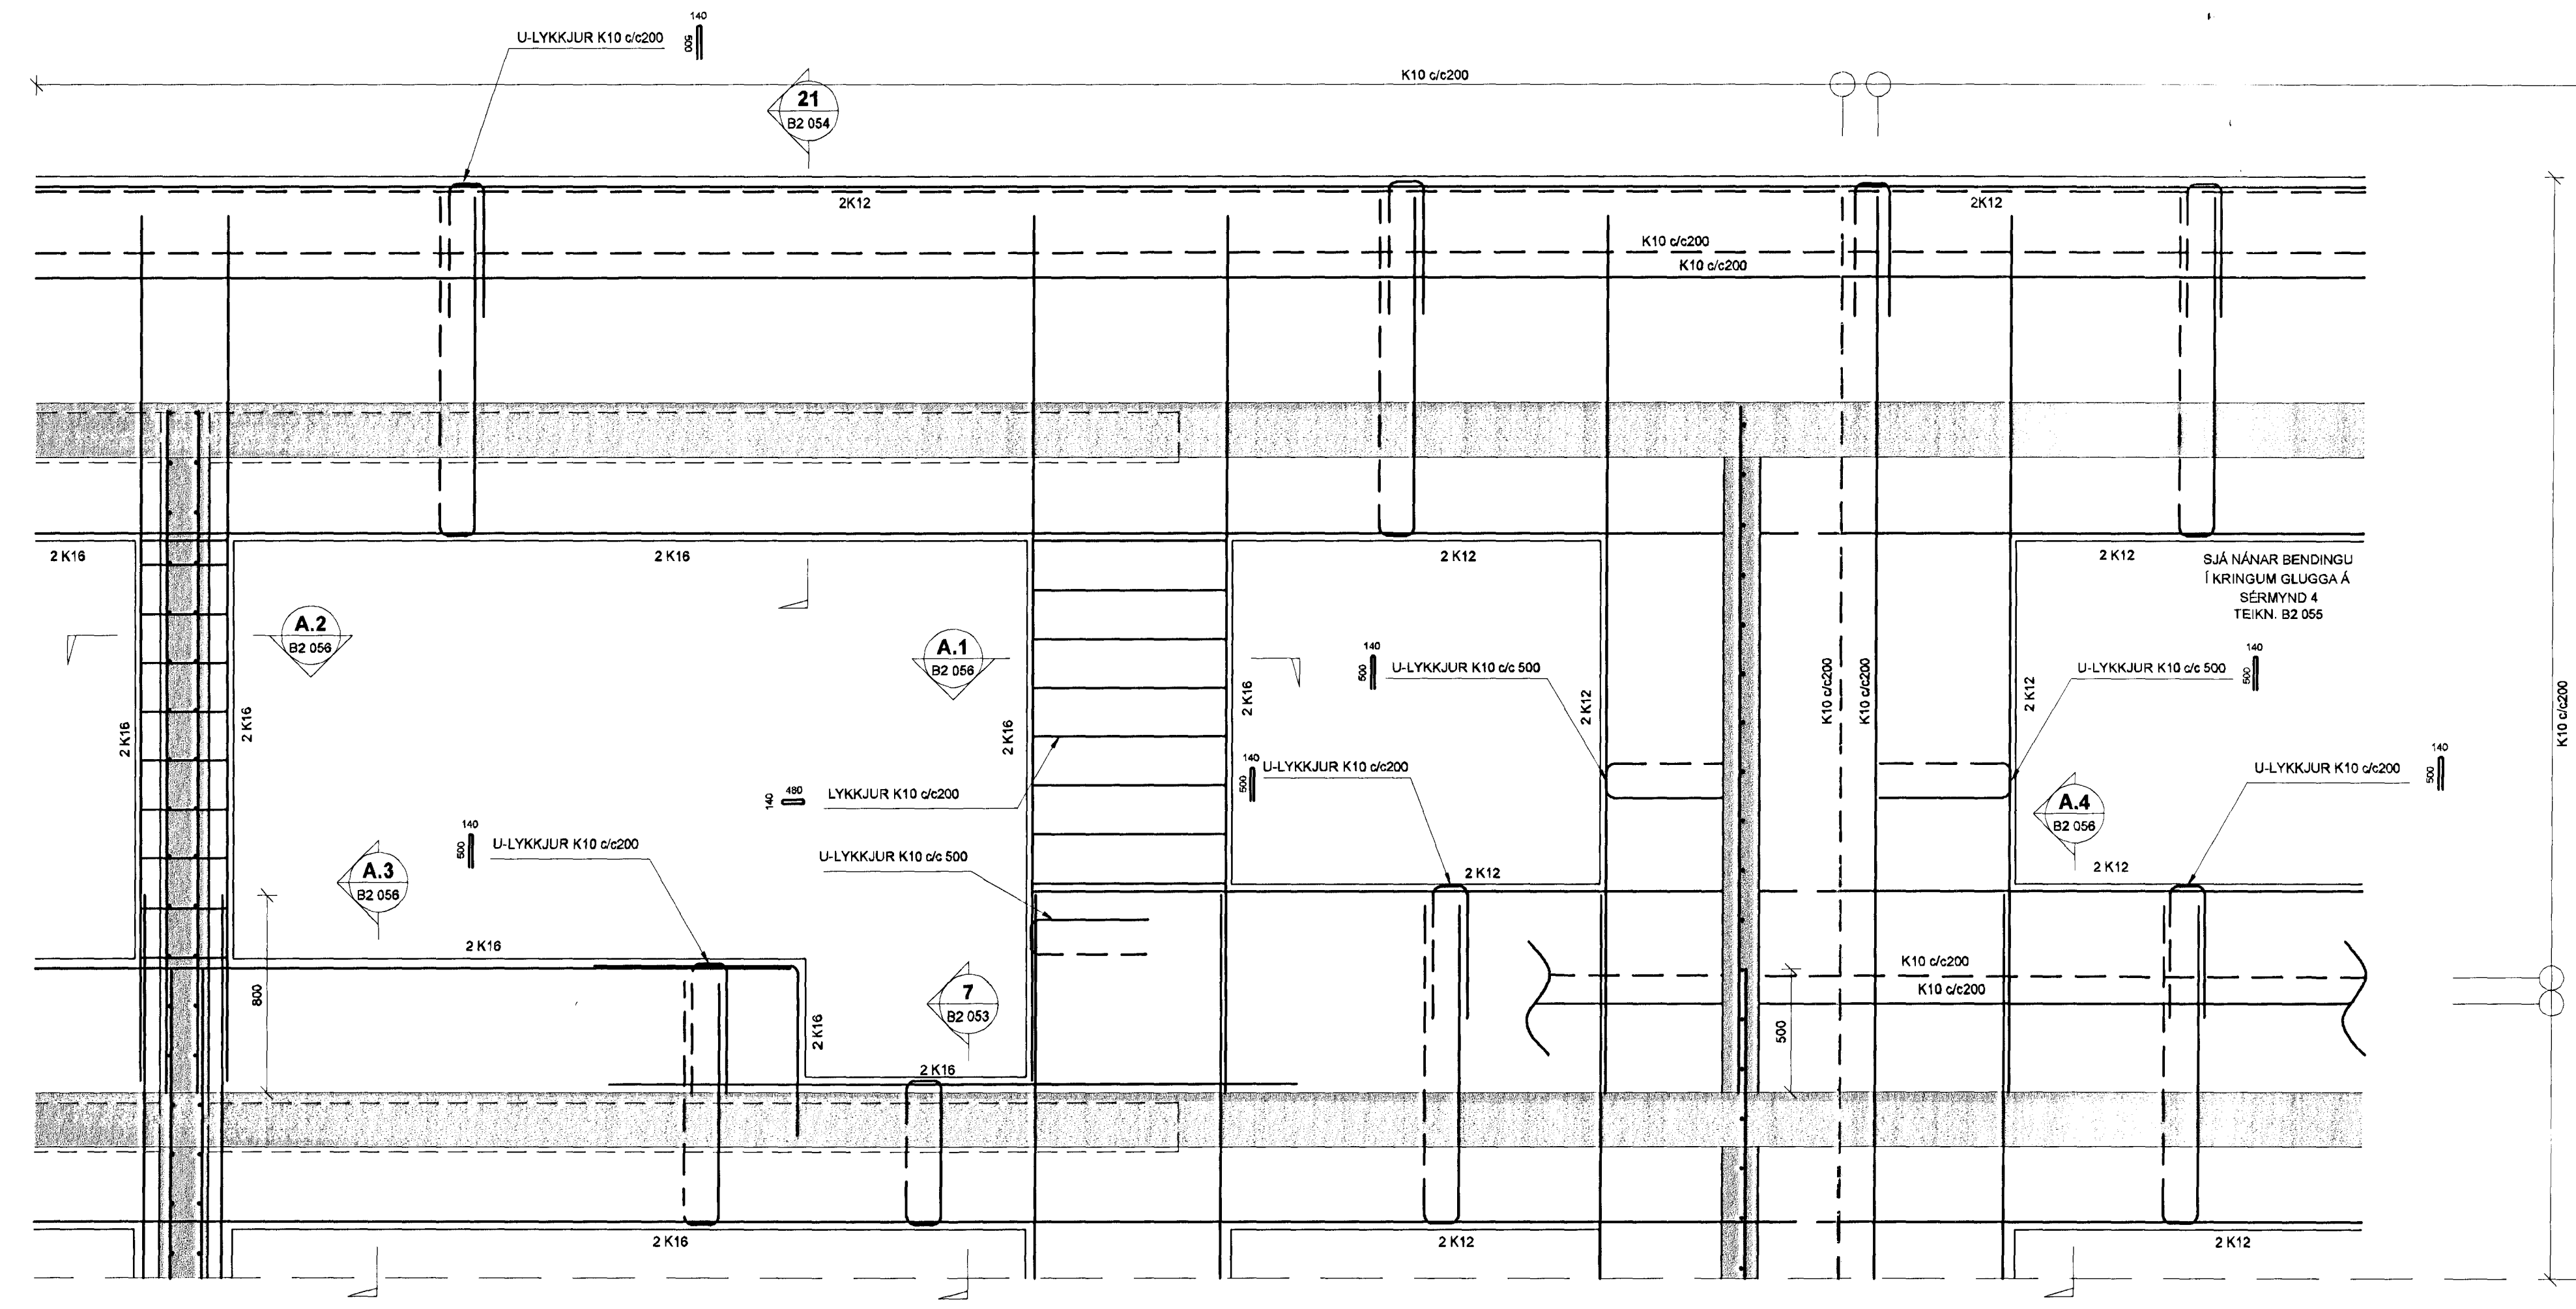 140
500
U-LYKKJUR K10 c/c200
K10 c/c200
21
B2 054
2K12
2K12
K10 c/c200
K10 c/c200
2 K16
2 K16
2 K12
2 K12
SJÁ NÁNAR BENDINGU
Í KRINGUM GLUGGA Á
SÉRMYND 4
TEIKN. B2 055
A.2
B2 056
A.1
B2 056
140
500
U-LYKKJUR K10 c/c 500
140
500
U-LYKKJUR K10 c/c 500
2 K16
2 K16
2 K16
2 K16
2 K12
K10 c/c200
K10 c/c200
2 K12
K10 c/c200
140
500
U-LYKKJUR K10 c/c200
140
500
U-LYKKJUR K10 c/c200
480
140
LYKKJUR K10 c/c200
A.4
B2 056
140
500
U-LYKKJUR K10 c/c200
U-LYKKJUR K10 c/c 500
A.3
B2 056
2 K12
2 K12
2 K16
K10 c/c200
K10 c/c200
800
7
B2 053
2 K16
500
2 K16
2 K16
2 K12
2 K12